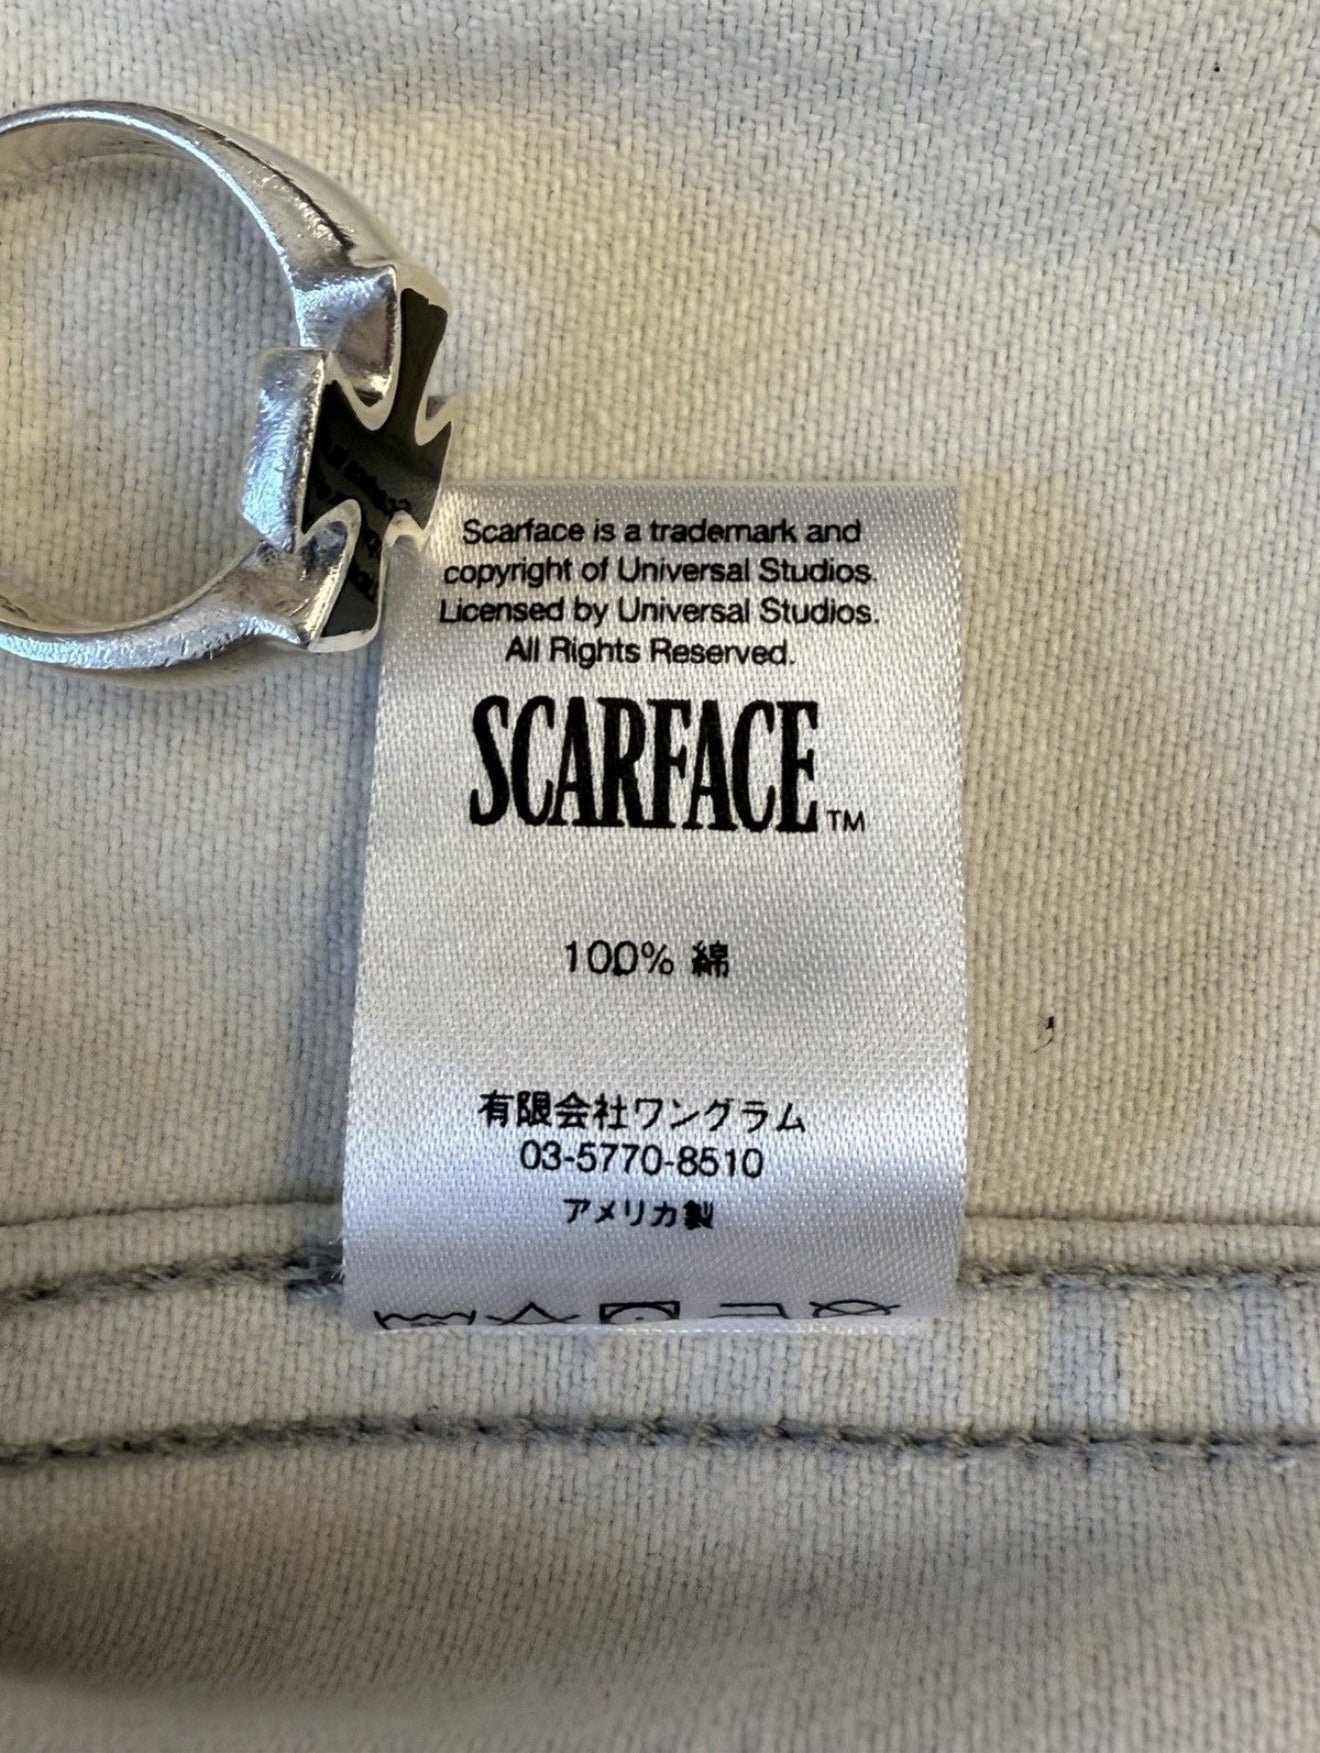 Scarface is a trademark and
copyright of Universal Studios.
Licensed by Universal Studios.
All Rights Reserved.
SCARFACE TM
100% 綿
有限会社ワングラム
03-5770-8510
アメリカ製